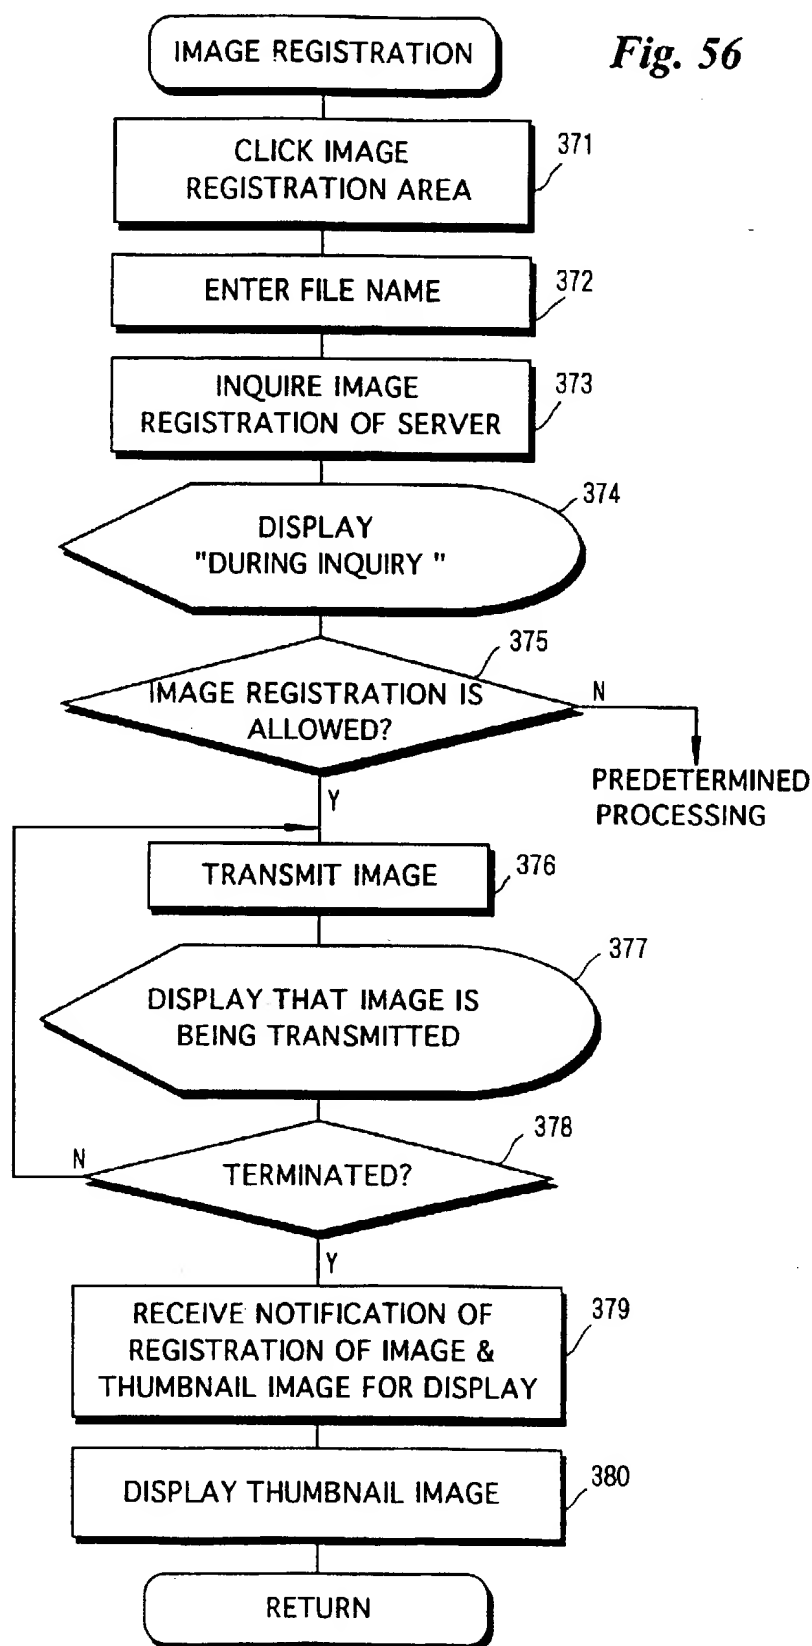 IMAGE REGISTRATION
Fig. 56
CLICK IMAGE
REGISTRATION AREA
371
ENTER FILE NAME
372
INQUIRE IMAGE
REGISTRATION OF SERVER
373
374
DISPLAY
"DURING INQUIRY "
375
IMAGE REGISTRATION IS
ALLOWED?
N
PREDETERMINED
PROCESSING
Y
TRANSMIT IMAGE
376
377
DISPLAY THAT IMAGE IS
BEING TRANSMITTED
378
N
TERMINATED?
Y
RECEIVE NOTIFICATION OF
REGISTRATION OF IMAGE &
THUMBNAIL IMAGE FOR DISPLAY
379
DISPLAY THUMBNAIL IMAGE
380
RETURN